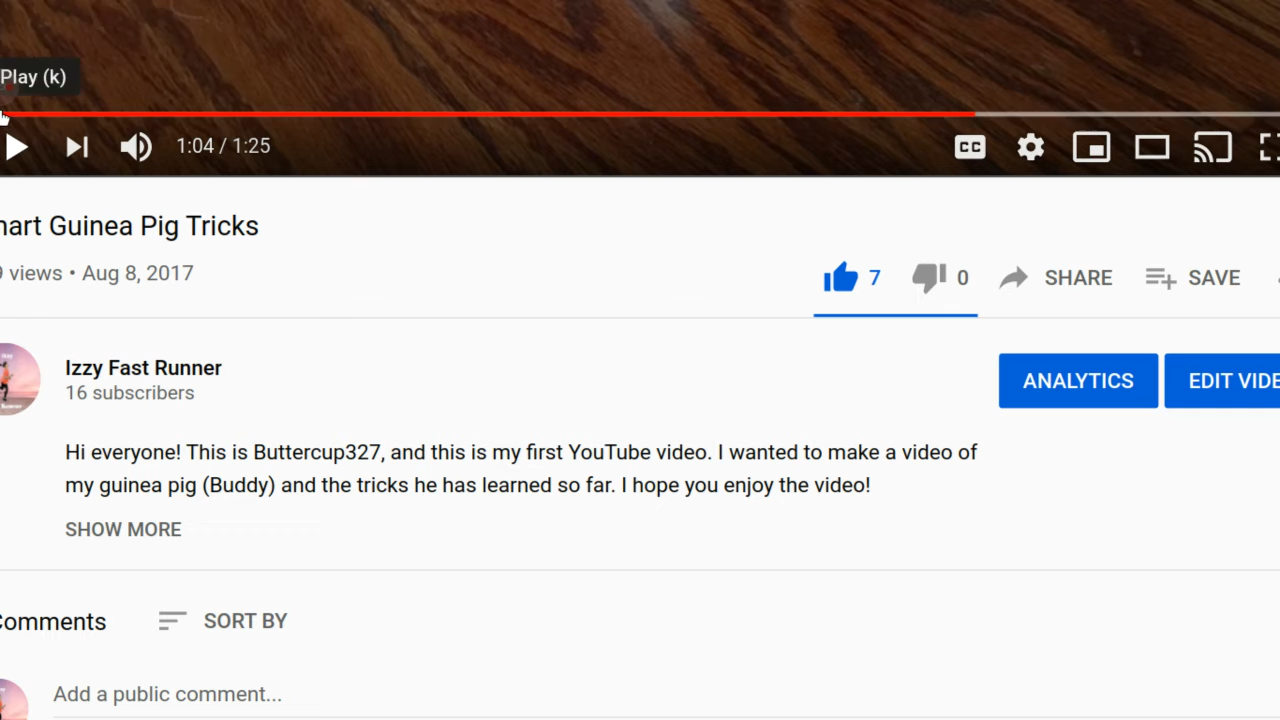 Play (k)
1:04 / 1:25
CC
Guinea Pig Tricks
views • Aug 8, 2017
7
0
SHARE
SAVE
Izzy Fast Runner
16 subscribers
ANALYTICS
EDIT
Hi everyone! This is Buttercup327, and this is my first YouTube video. I wanted to make a video of
my guinea pig (Buddy) and the tricks he has learned so far. I hope you enjoy the video!
SHOW MORE
Comments
SORT BY
Add a public comment...